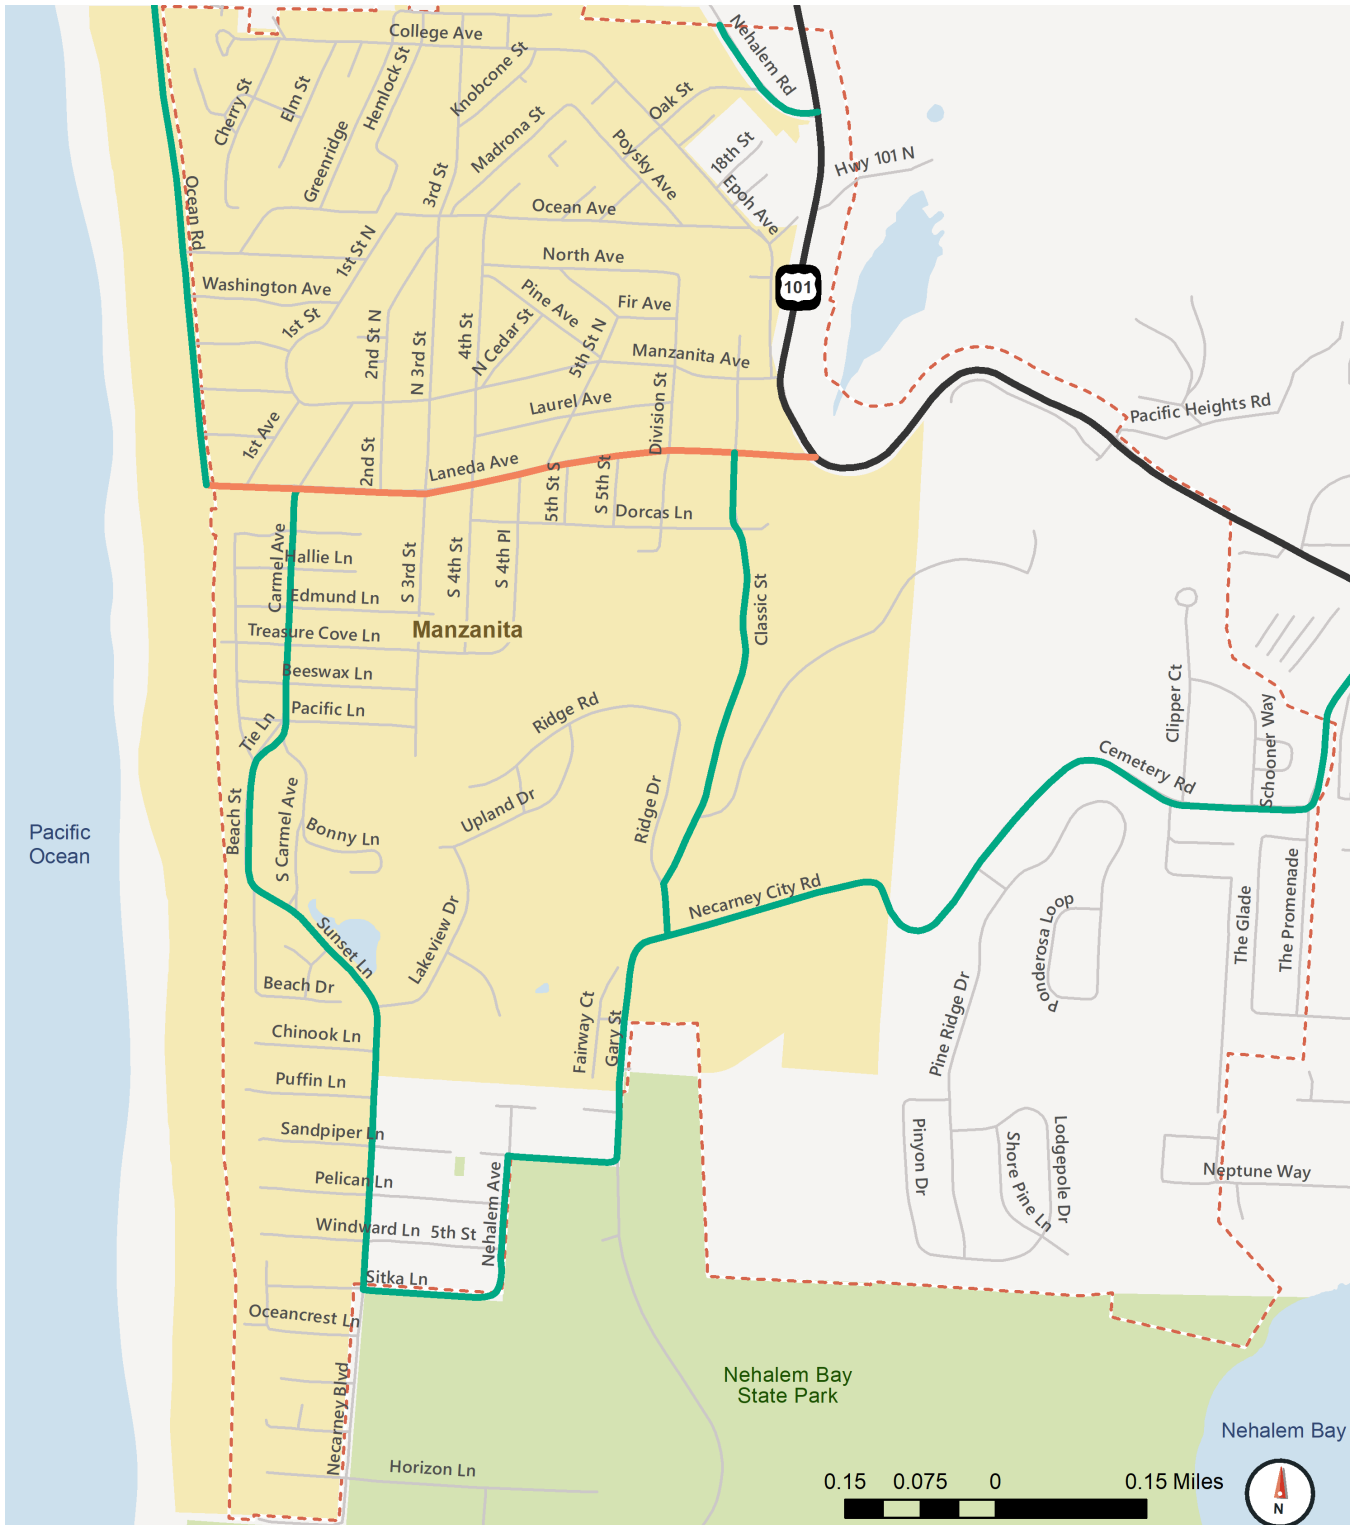 College Ave
Nehalem Rd
Cherry St
Elm St
Hemlock St
Knobcone St
Oak St
Greenridge
Madrona St
Poysky Ave
18th St
Hwy 101 N
Epoh Ave
Ocean Rd
3rd St
Ocean Ave
1st St N
North Ave
Washington Ave
Pine Ave
Fir Ave
101
1st St
2nd St N
N 3rd St
4th St
N Cedar St
5th St N
Manzanita Ave
Laurel Ave
Division St
Pacific Heights Rd
1st Ave
2nd St
Laneda Ave
5th St S
S 5th St
Dorcas Ln
Carmel Ave
Hallie Ln
S 3rd St
S 4th St
S 4th Pl
Edmund Ln
Treasure Cove Ln
Manzanita
Classic St
Beeswax Ln
Pacific Ln
Tie Ln
Ridge Rd
Clipper Ct
Schooner Way
Cemetery Rd
Beach St
S Carmel Ave
Bonny Ln
Upland Dr
Ridge Dr
Pacific
Ocean
Necarney City Rd
Sunset Ln
Lakeview Dr
Ponderosa Loop
The Glade
The Promenade
Beach Dr
Chinook Ln
Fairway Ct
Gary St
Pine Ridge Dr
Puffin Ln
Sandpiper Ln
Pelican Ln
Nehalem Ave
Pinyon Dr
Shore Pine Ln
Lodgepole Dr
Neptune Way
Windward Ln
5th St
Sitka Ln
Oceancrest Ln
Necarney Blvd
Nehalem Bay
State Park
Nehalem Bay
Horizon Ln
0.15 0.075 0 0.15 Miles
N